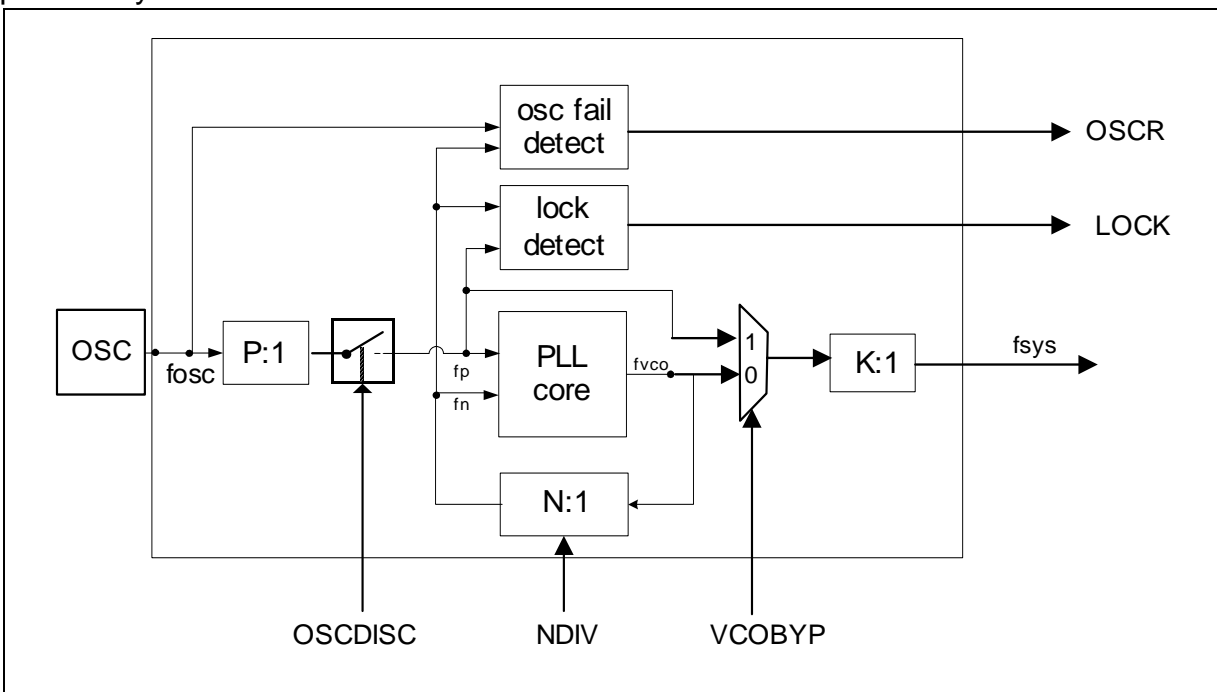 osc fail
detect
OSCR
lock
detect
LOCK
OSC
fosc
P:1
fp
fn
PLL
core
fvco
1
0
K:1
fsys
N:1
OSCDISC
NDIV
VCOBYP